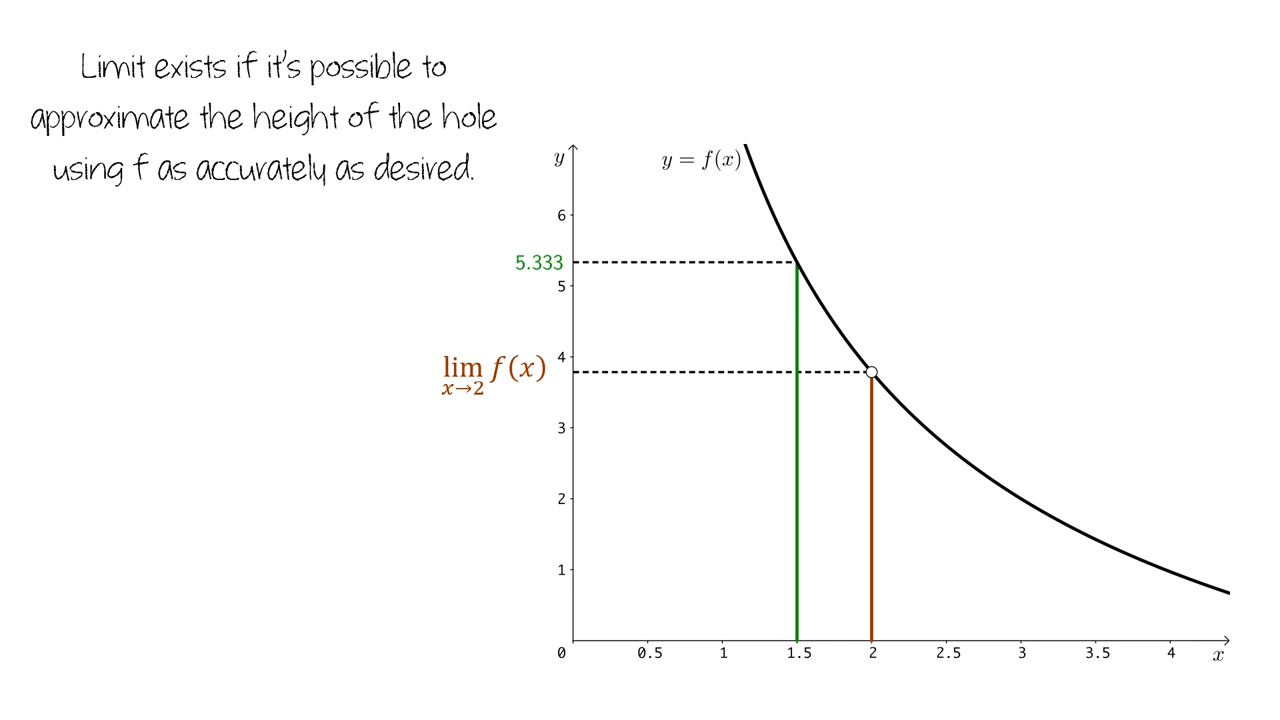 Limit exists if it's possible to
approximate the height of the hole
using f as accurately as desired.
y
y = f(x)
6
5.333
5
lim f(x)
x→2
4
3
2
1
0 0.5 1 1.5 2 2.5 3 3.5 4 x